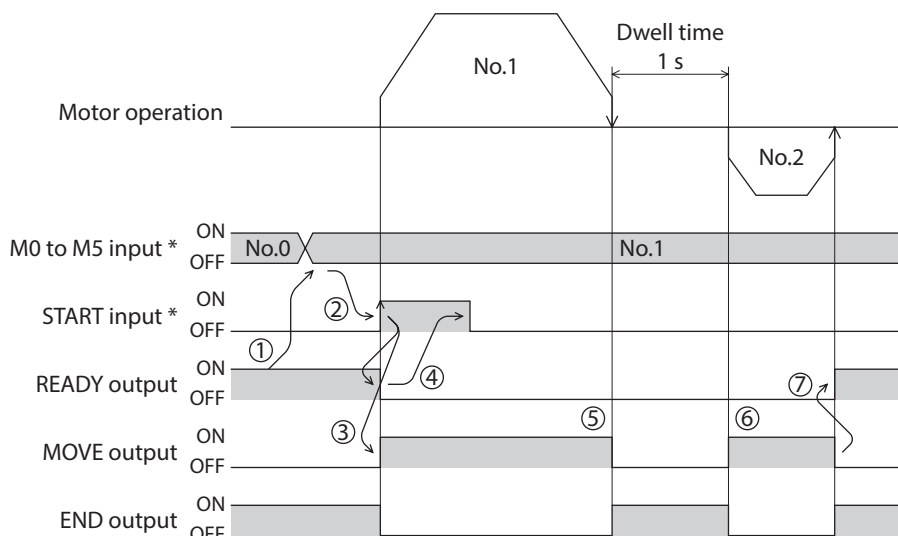 Dwell time
1 s
No.1
Motor operation
No.2
M0 to M5 input *
ON
OFF
No.0
No.1
START input *
ON
OFF
②
①
READY output
ON
OFF
④
⑦
③
⑤
⑥
MOVE output
ON
OFF
END output
ON
OFF